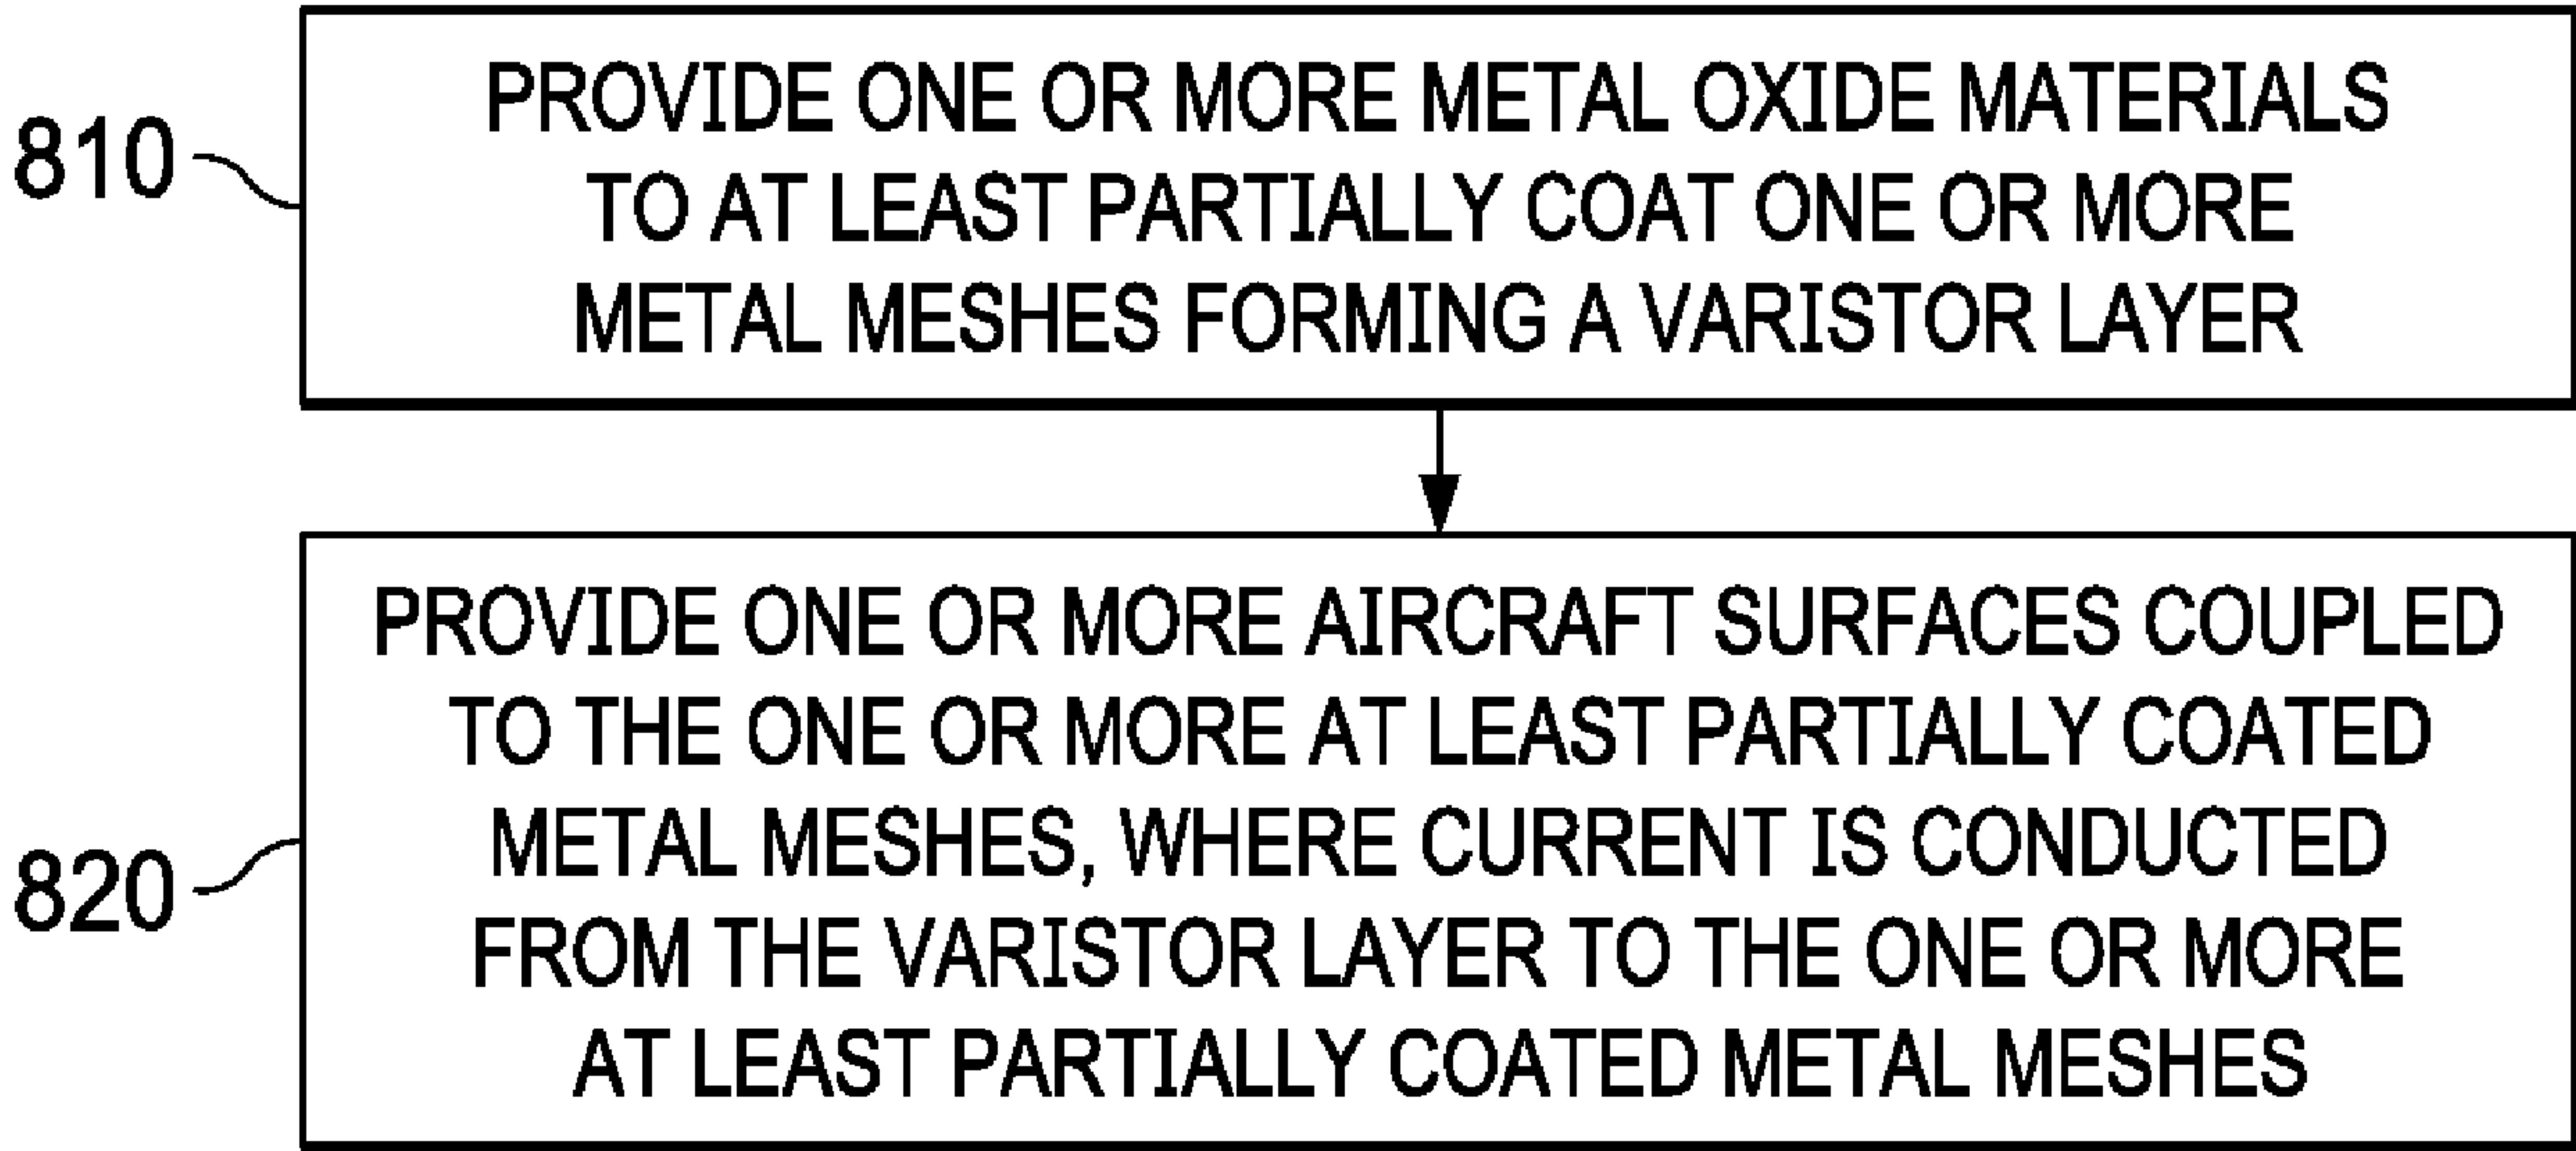 810
PROVIDE ONE OR MORE METAL OXIDE MATERIALS
TO AT LEAST PARTIALLY COAT ONE OR MORE
METAL MESHES FORMING A VARISTOR LAYER
820
PROVIDE ONE OR MORE AIRCRAFT SURFACES COUPLED
TO THE ONE OR MORE AT LEAST PARTIALLY COATED
METAL MESHES, WHERE CURRENT IS CONDUCTED
FROM THE VARISTOR LAYER TO THE ONE OR MORE
AT LEAST PARTIALLY COATED METAL MESHES